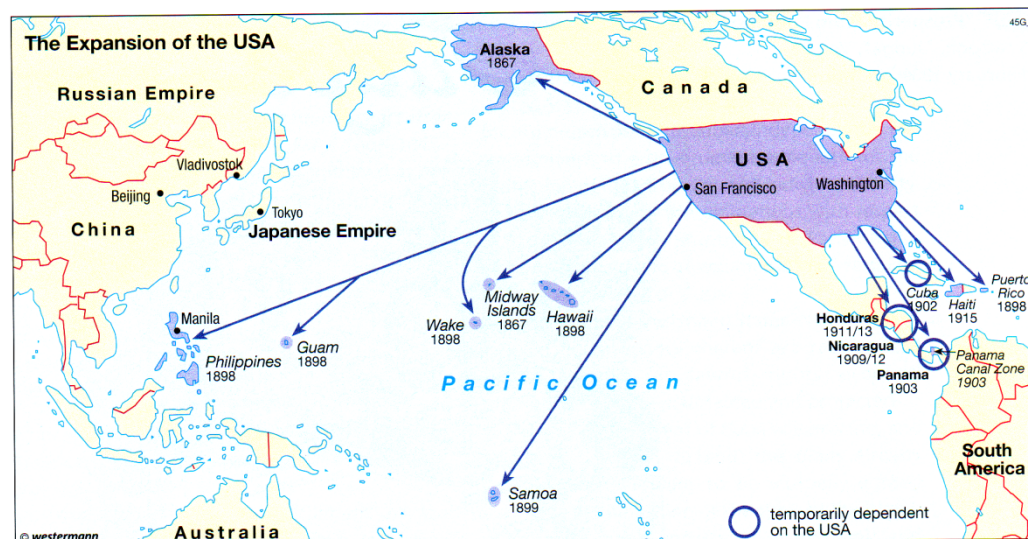 The Expansion of the USA
45G
Alaska
1867
Canada
Russian Empire
Vladivostok
USA
Beijing
San Francisco
Washington
Tokyo
China
Japanese Empire
Puerto
Rico
1898
Cuba
1902
Haiti
1915
Midway
Islands
1867
Hawaii
1898
Manila
Wake
1898
Honduras
1911/13
Guam
1898
Philippines
1898
Nicaragua
1909/12
Panama
Canal Zone
1903
Panama
1903
Pacific Ocean
South
America
Samoa
1899
temporarily dependent
on the USA
© westermann
Australia